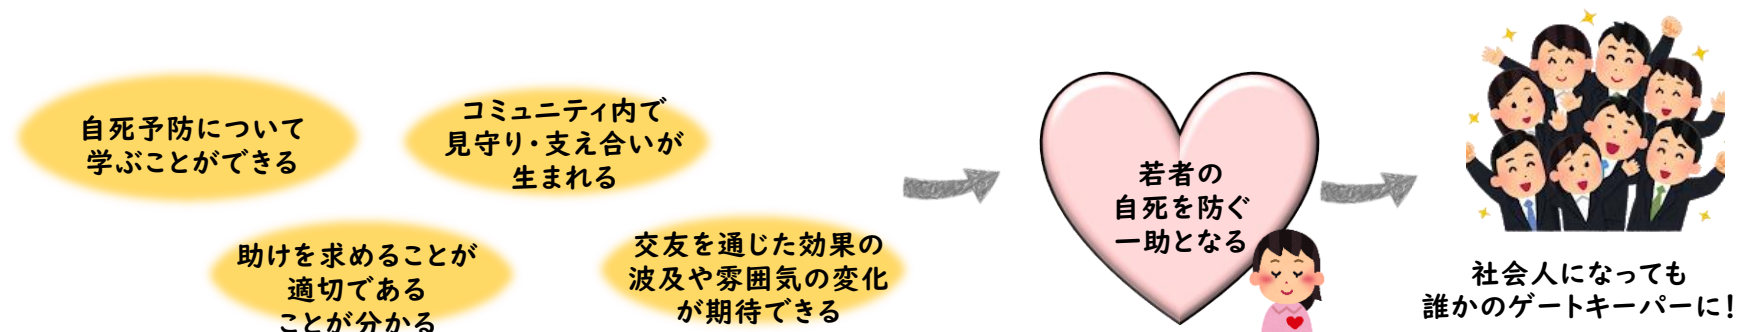 自死予防について
学ぶことができる
コミュニティ内で
見守り・支え合いが
生まれる
助けを求めることが
適切である
ことが分かる
交友を通じた効果の
波及や雰囲気の変化
が期待できる
若者の
自死を防ぐ
一助となる
社会人になっても
誰かのゲートキーパーに！